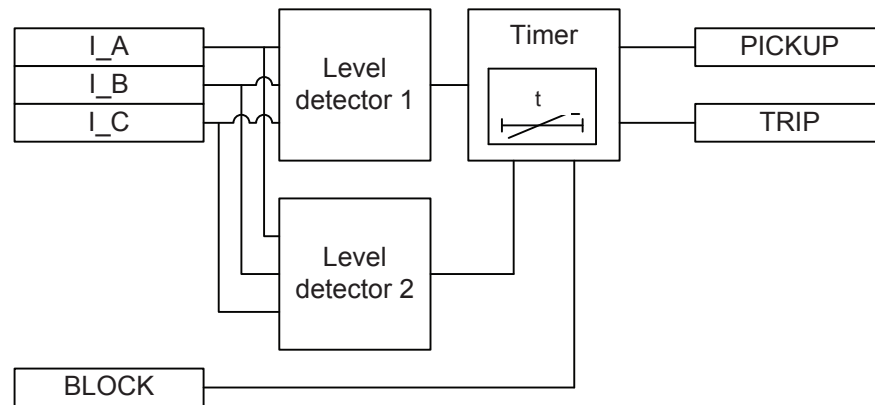 I_A
I_B
I_C
Level
detector 1
Timer
t
PICKUP
TRIP
Level
detector 2
BLOCK